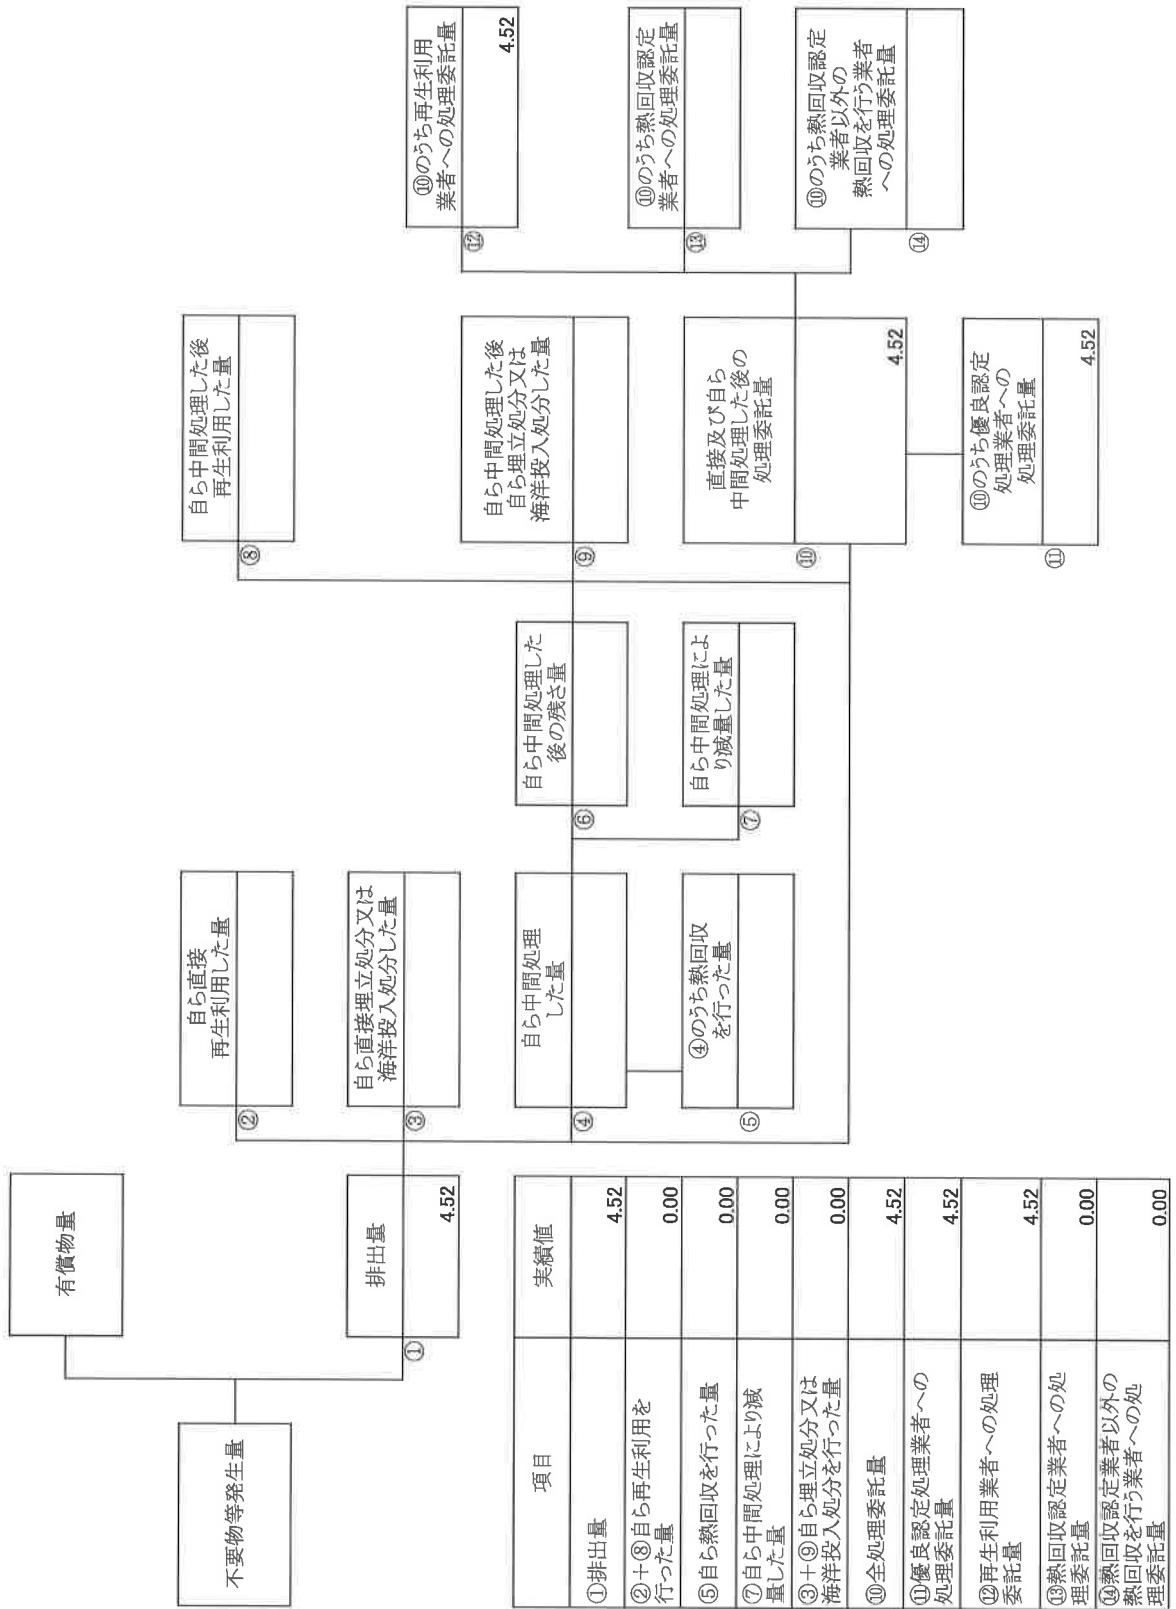 不要物等発生量
有償物量
①
排出量
4.52
②
自ら直接
再生利用した量
③
自ら直接埋立処分又は
海洋投入処分した量
④
自ら中間処理
した量
⑤
④のうち熱回収
を行った量
⑥
自ら中間処理した
後の残さ量
⑦
自ら中間処理によ
り減量した量
⑧
自ら中間処理した後
再生利用した量
⑨
自ら中間処理した後
自ら埋立処分又は
海洋投入処分した量
⑩
直接及び自ら
中間処理した後の
処理委託量
4.52
⑪
⑩のうち優良認定
処理業者への
処理委託量
4.52
⑫
⑩のうち再生利用
業者への処理委託量
4.52
⑬
⑩のうち熱回収認定
業者への処理委託量
⑭
⑩のうち熱回収認定
業者以外の
熱回収を行う業者
への処理委託量
項目
実績値
①排出量
4.52
②+⑧自ら再生利用を
行った量
0.00
⑤自ら熱回収を行った量
0.00
⑦自ら中間処理により減
量した量
0.00
③+⑨自ら埋立処分又は
海洋投入処分を行った量
0.00
⑩全処理委託量
4.52
⑪優良認定処理業者への
処理委託量
4.52
⑫再生利用業者への処理
委託量
4.52
⑬熱回収認定業者への処
理委託量
0.00
⑭熱回収認定業者以外の
熱回収を行う業者への処
理委託量
0.00